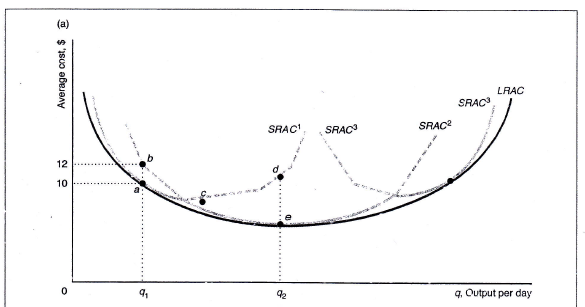 (a)
Average cost, $
LRAC
SRAC³
SRAC¹
SRAC³
SRAC²
12
b
d
10
a
c
e
0
q₁
q₂
q, Output per day